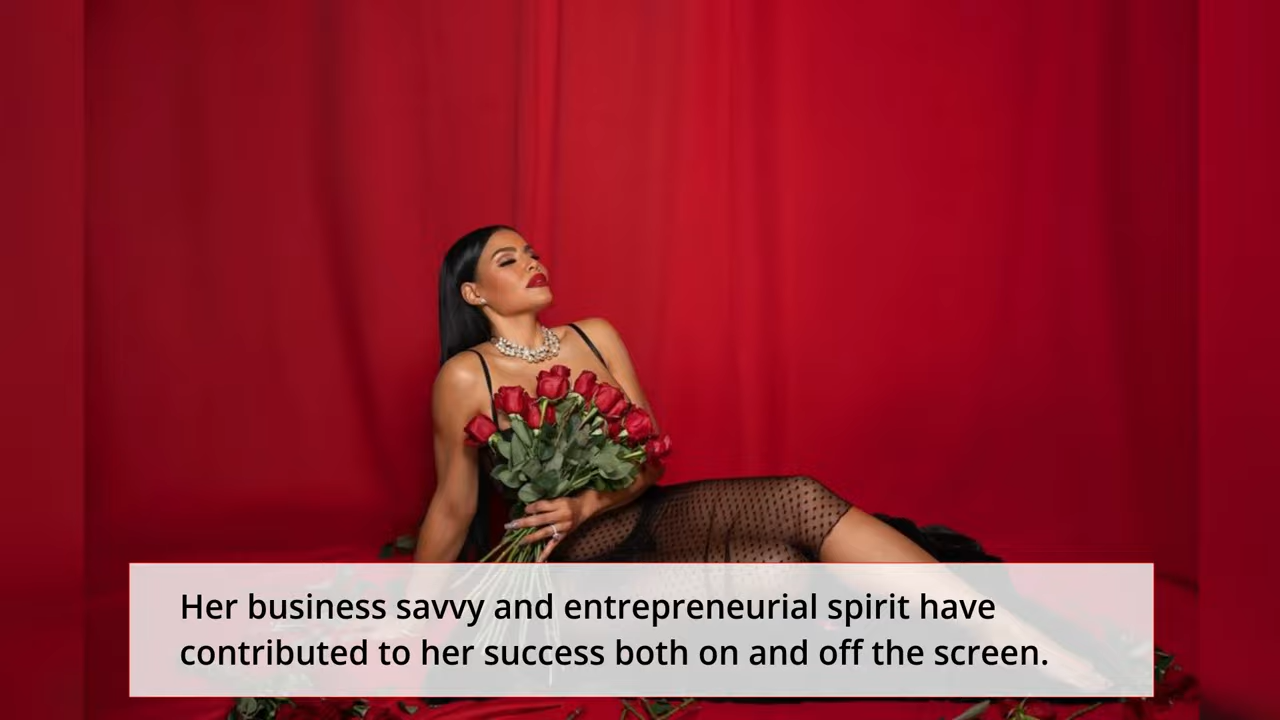 Her business savvy and entrepreneurial spirit have
contributed to her success both on and off the screen.